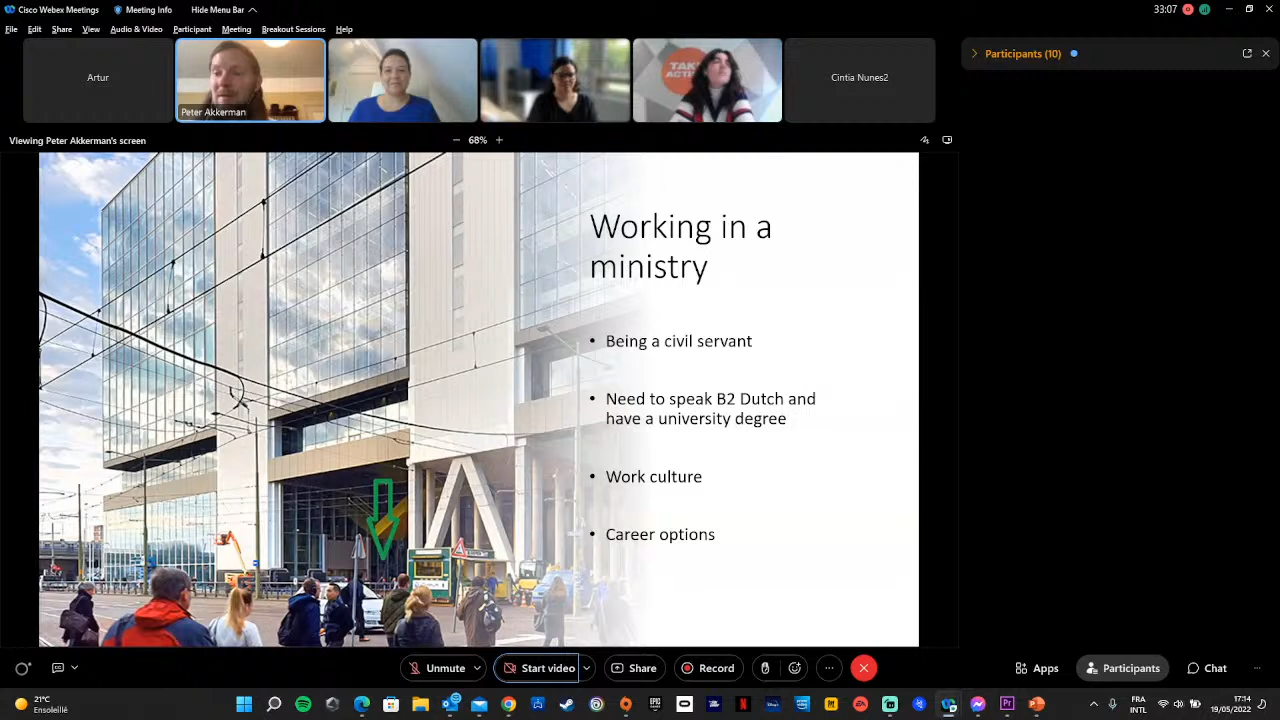 Cisco Webex Meetings
Meeting Info
Hide Menu Bar
33:07
File Edit Share View Audio & Video Participant Meeting Breakout Sessions Help
Artur
Peter Akkerman
TAKE
ACTION
Cintia Nunes2
Participants (10)
Viewing Peter Akkerman's screen
68%
Working in a
ministry
• Being a civil servant
• Need to speak B2 Dutch and
have a university degree
• Work culture
• Career options
Unmute
Start video
Share
Record
Apps
Participants
Chat
21°C
Ensoleillé
FRA
INTL
17:34
19/05/2022